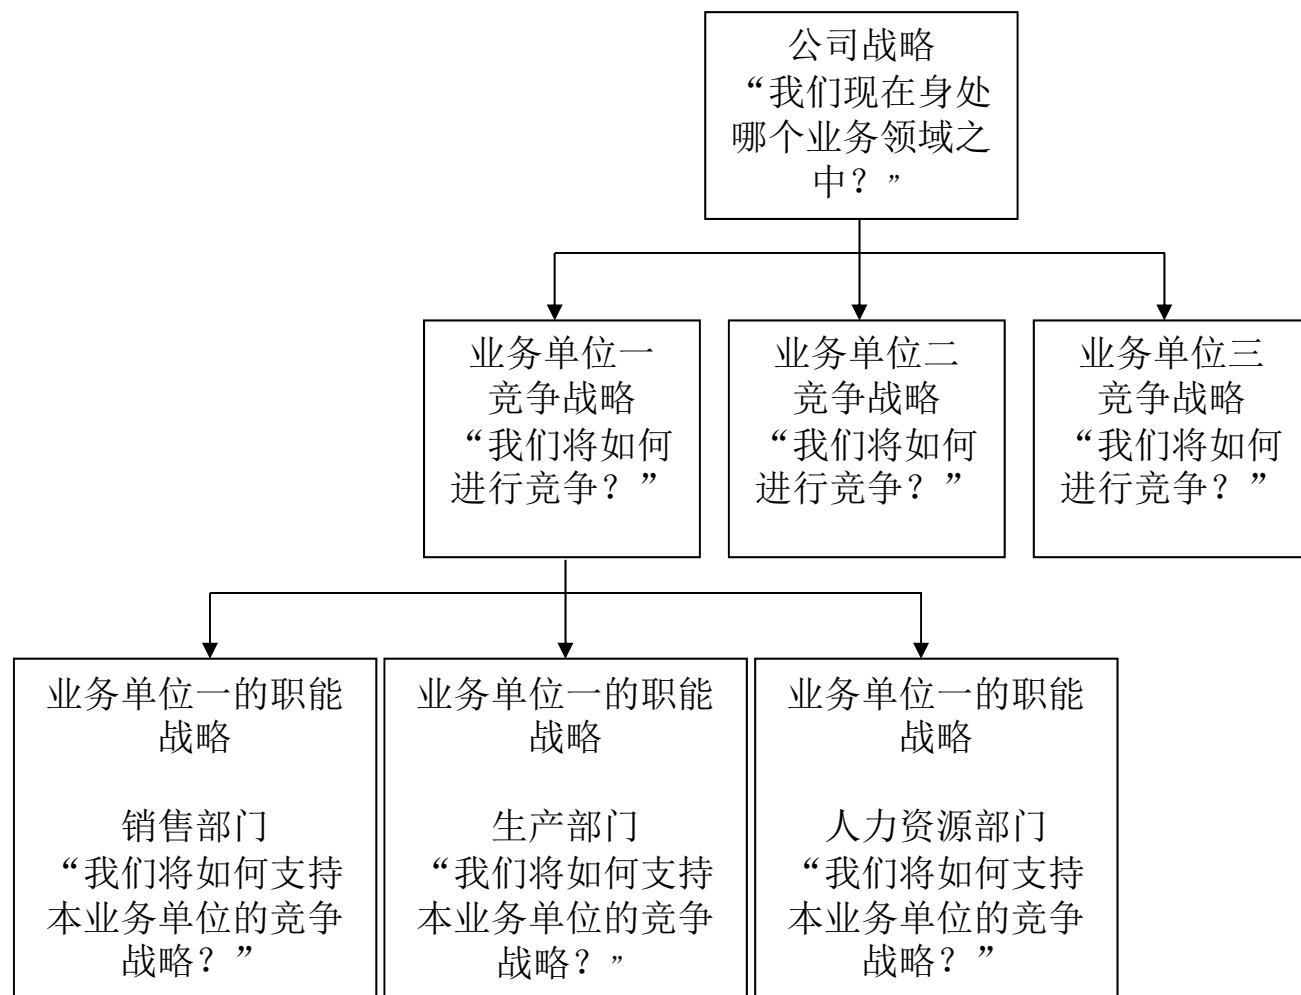 公司战略
“我们现在身处
哪个业务领域之
中？”
业务单位一
竞争战略
“我们将如何
进行竞争？”
业务单位二
竞争战略
“我们将如何
进行竞争？”
业务单位三
竞争战略
“我们将如何
进行竞争？”
业务单位一的职能
战略
销售部门
“我们将如何支持
本业务单位的竞争
战略？”
业务单位一的职能
战略
生产部门
“我们将如何支持
本业务单位的竞争
战略？”
业务单位一的职能
战略
人力资源部门
“我们将如何支持
本业务单位的竞争
战略？”